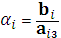 αᵢ = bᵢ / aᵢ₃